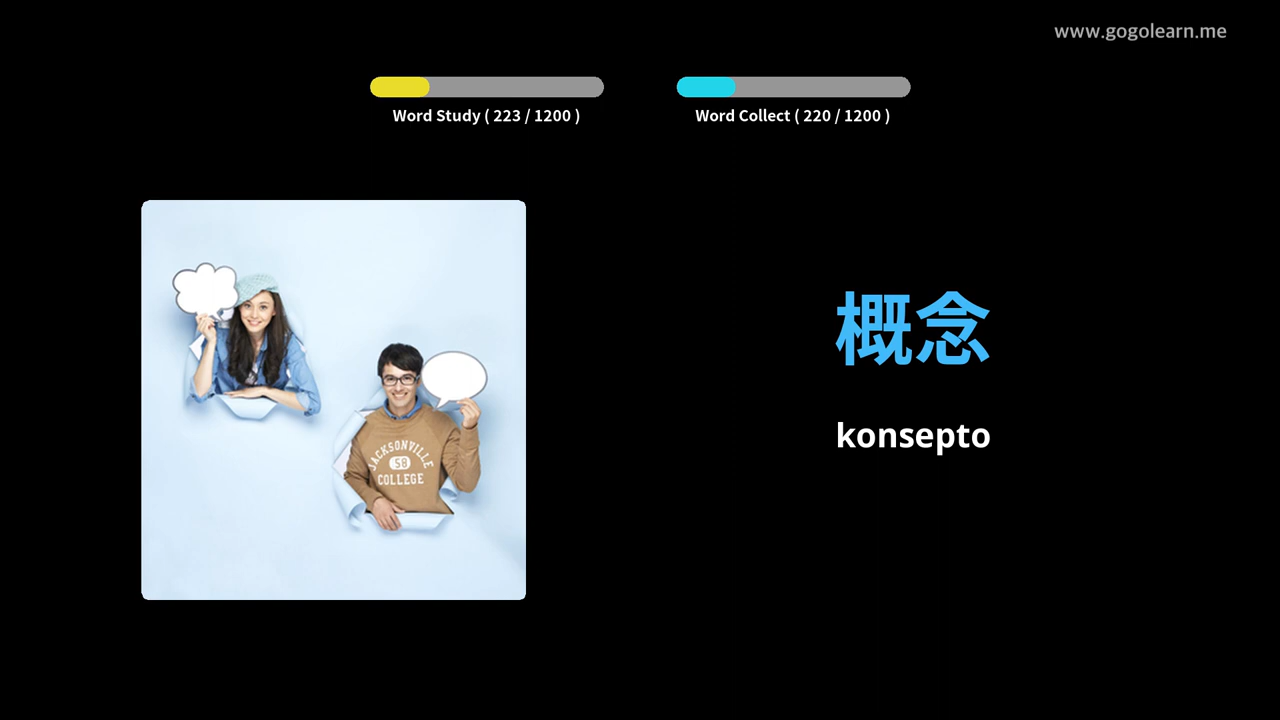 www.gogolearn.me
Word Study ( 223 / 1200 )
Word Collect ( 220 / 1200 )
JACKSONVILLE
58
COLLEGE
概念
konsepto